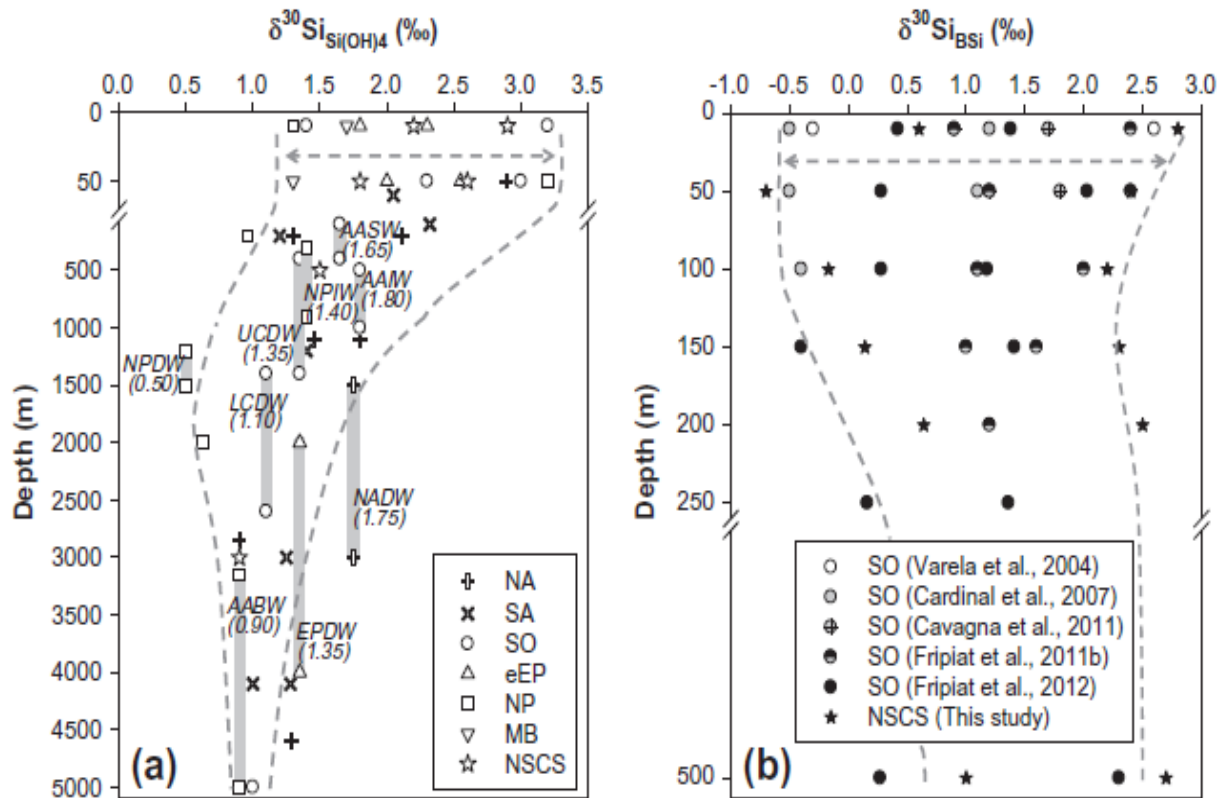 δ³⁰Si_Si(OH)4 (‰)
0.0 0.5 1.0 1.5 2.0 2.5 3.0 3.5
Depth (m)
0
50
500
1000
1500
2000
2500
3000
3500
4000
4500
5000
AASW
(1.65)
NPIW
(1.40)
AAIW
(1.80)
UCDW
(1.35)
NPDW
(0.50)
LCDW
(1.10)
NADW
(1.75)
AABW
(0.90)
EPDW
(1.35)
NA
SA
SO
eEP
NP
MB
NSCS
(a)
δ³⁰Si_BSi (‰)
-1.0 -0.5 0.0 0.5 1.0 2.0 3.0
Depth (m)
0
50
100
150
200
250
500
SO (Varela et al., 2004)
SO (Cardinal et al., 2007)
SO (Cavagna et al., 2011)
SO (Fripiat et al., 2011b)
SO (Fripiat et al., 2012)
NSCS (This study)
(b)